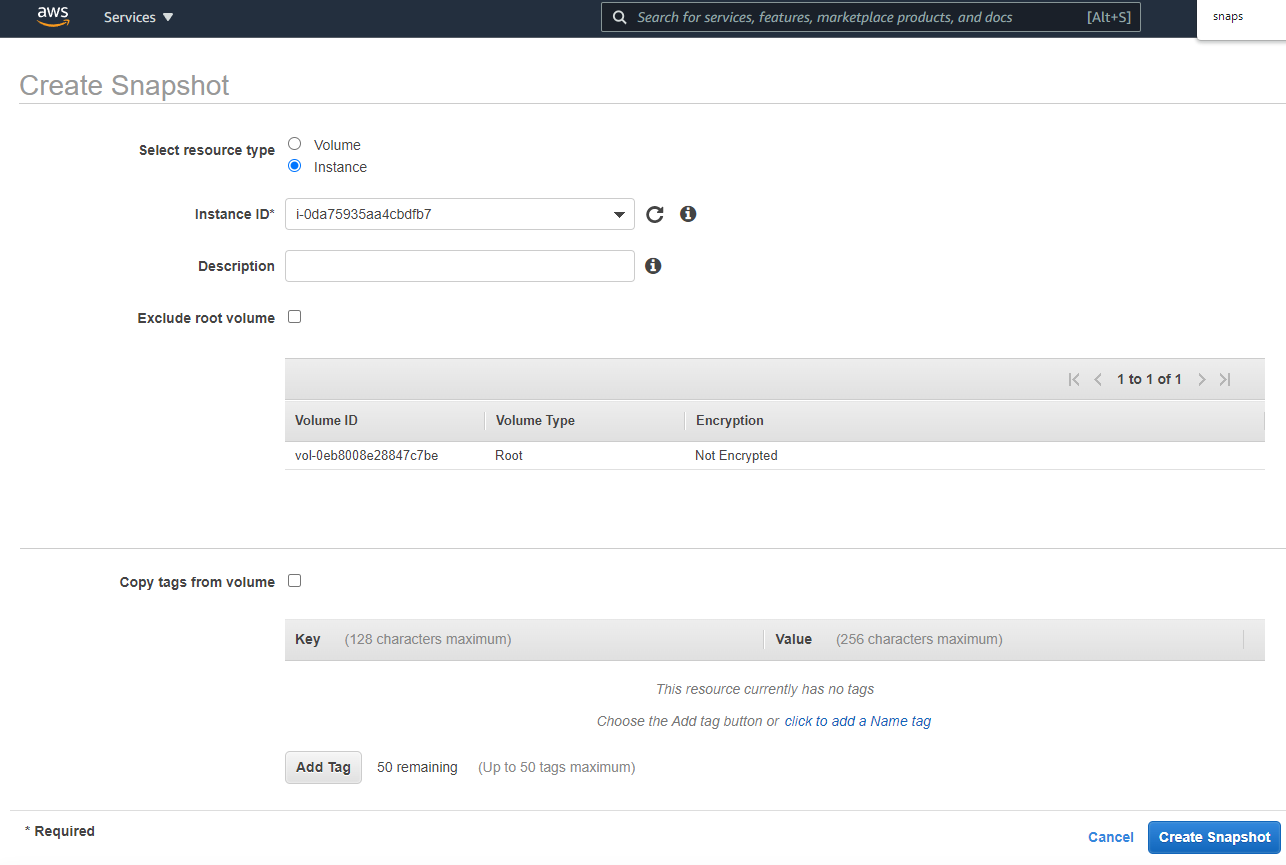 aws Services Search for services, features, marketplace products, and docs [Alt+S] snaps
Create Snapshot
Select resource type Volume
Instance
Instance ID* i-0da75935aa4cbdfb7
Description
Exclude root volume
1 to 1 of 1
Volume ID Volume Type Encryption
vol-0eb8008e28847c7be Root Not Encrypted
Copy tags from volume
Key (128 characters maximum) Value (256 characters maximum)
This resource currently has no tags
Choose the Add tag button or click to add a Name tag
Add Tag 50 remaining (Up to 50 tags maximum)
* Required
Cancel Create Snapshot